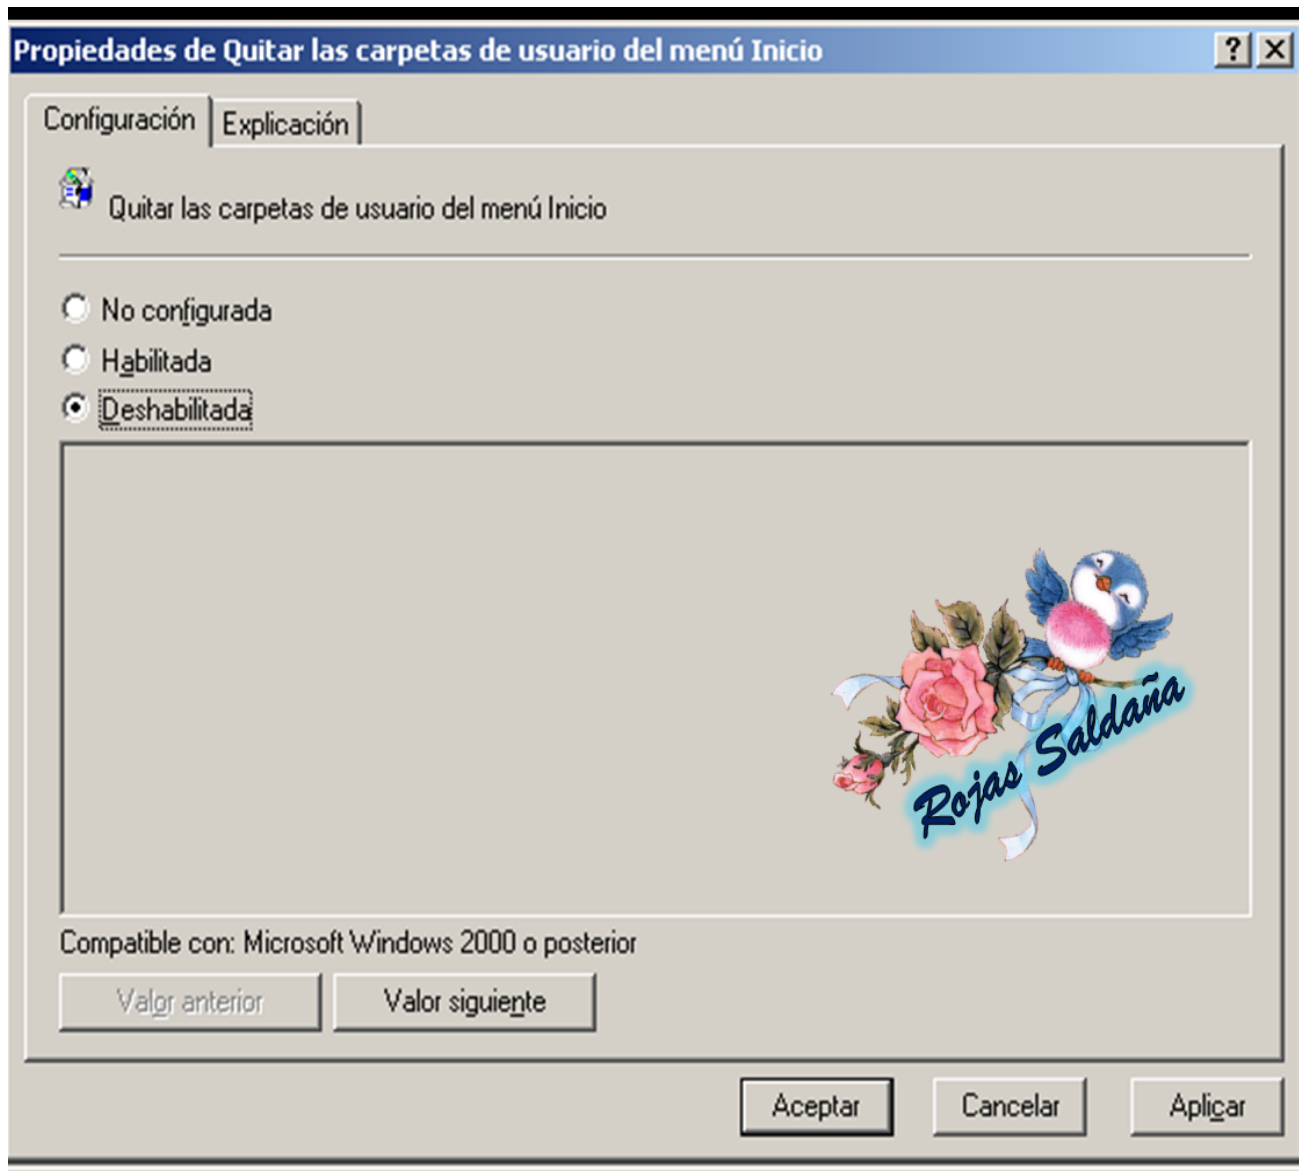 Propiedades de Quitar las carpetas de usuario del menú Inicio
Configuración
Explicación
Quitar las carpetas de usuario del menú Inicio
No configurada
Habilitada
Deshabilitada
Rojas Saldaña
Compatible con: Microsoft Windows 2000 o posterior
Valor anterior
Valor siguiente
Aceptar
Cancelar
Aplicar